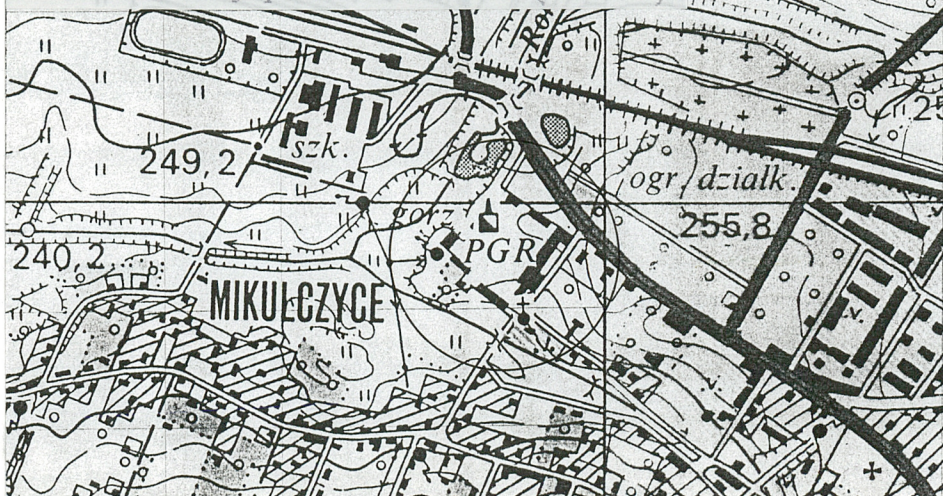 szk.
249,2
ogr. działk.
gorz.
255,8
PGR
240,2
MIKULCZYCE